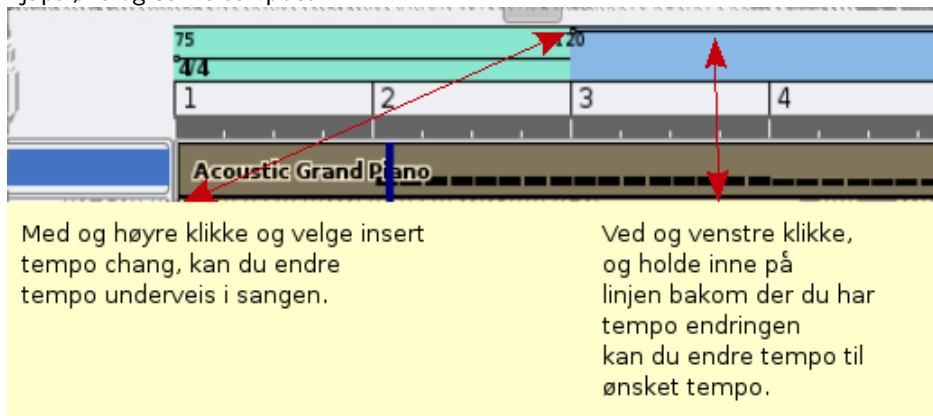 75
120
4/4
1 2 3 4
Acoustic Grand Piano
Med og høyre klikke og velge insert
tempo chang, kan du endre
tempo underveis i sangen.
Ved og venstre klikke,
og holde inne på
linjen bakom der du har
tempo endringen
kan du endre tempo til
ønsket tempo.